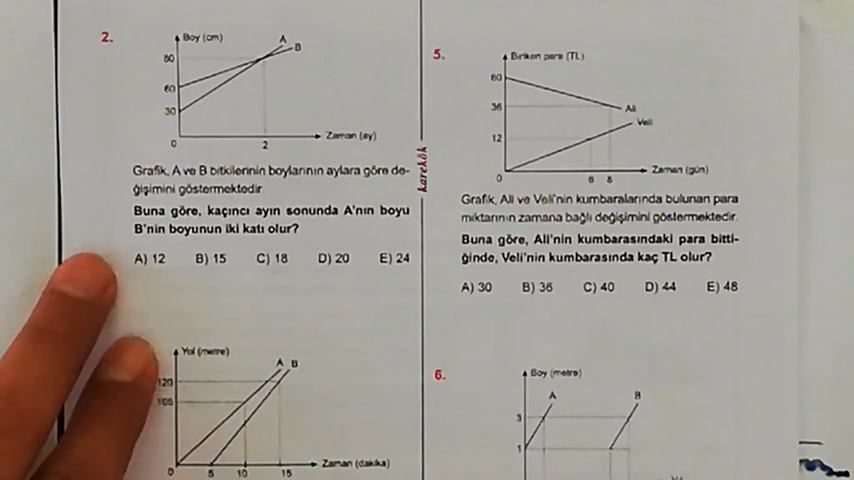 2.
Boy (cm)
A
B
80
60
30
0
2
Zaman (ay)
Grafik, A ve B bitkilerinin boylarının aylara göre de-
ğişimini göstermektedir.
Buna göre, kaçıncı ayın sonunda A'nın boyu
B'nin boyunun iki katı olur?
A) 12 B) 15 C) 18 D) 20 E) 24
Yol (metre)
A B
120
105
0 5 10 15
Zaman (dakika)
karekök
5.
Biriken para (TL)
60
36
12
0
6 8
Ali
Veli
Zaman (gün)
Grafik, Ali ve Veli'nin kumbaralarında bulunan para
miktarının zamana bağlı değişimini göstermektedir.
Buna göre, Ali'nin kumbarasındaki para bitti-
ğinde, Veli'nin kumbarasında kaç TL olur?
A) 30 B) 36 C) 40 D) 44 E) 48
6.
Boy (metre)
A
B
3
1